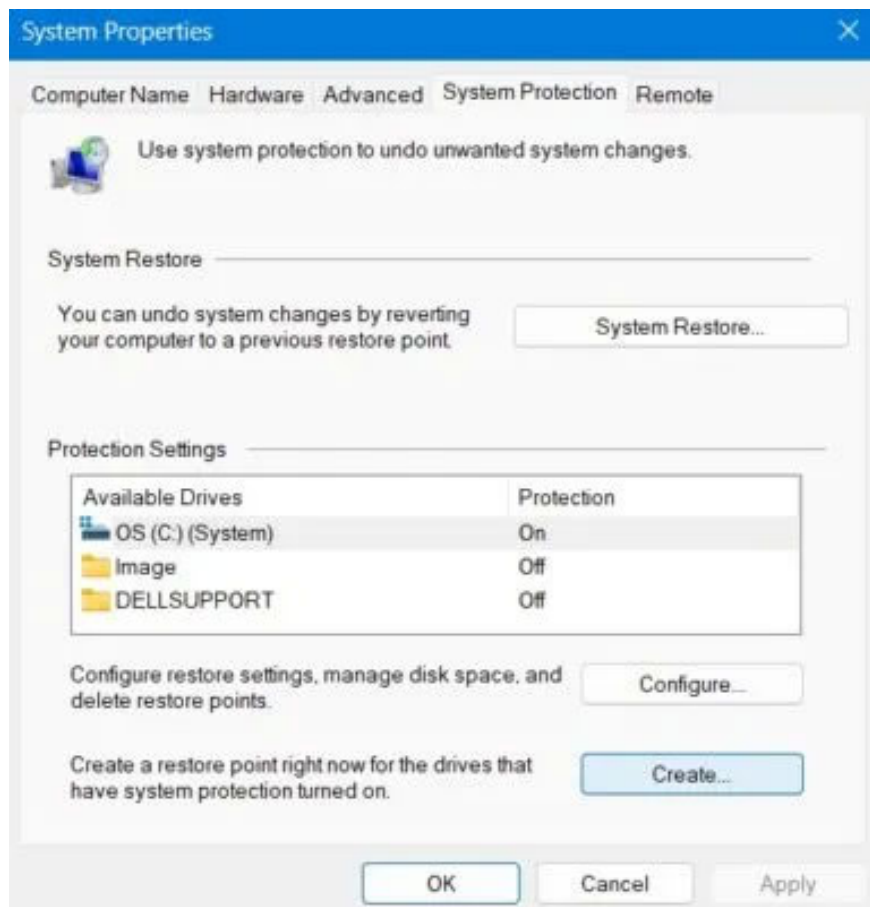 System Properties
Computer Name Hardware Advanced System Protection Remote
Use system protection to undo unwanted system changes.
System Restore
You can undo system changes by reverting
your computer to a previous restore point.
System Restore...
Protection Settings
Available Drives Protection
OS (C:) (System) On
Image Off
DELLSUPPORT Off
Configure restore settings, manage disk space, and
delete restore points.
Configure...
Create a restore point right now for the drives that
have system protection turned on.
Create...
OK Cancel Apply